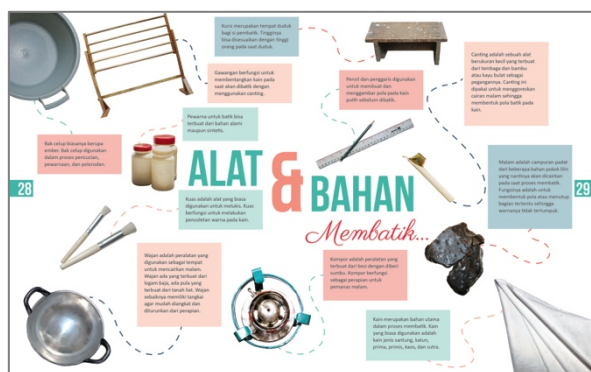 Kursi merupakan tempat duduk
bagi si pembatik. Tingginya
bisa disesuaikan dengan tinggi
orang pada saat duduk.
Gawangan berfungsi untuk
membentangkan kain pada
saat akan dibatik dengan
menggunakan canting.
Pewarna untuk batik bisa
terbuat dari bahan alami
maupun sintetis.
Bak celup biasanya berupa
ember. Bak celup digunakan
dalam proses pencucian,
pewarnaan, dan pelorodan.
Pensil dan penggaris digunakan
untuk membuat dan
menggambar pola pada kain
putih sebelum dibatik.
Canting adalah sebuah alat
berukuran kecil yang terbuat
dari tembaga dan bambu
atau kayu bulat sebagai
pegangannya. Canting ini
dipakai untuk menggoreskan
cairan malam sehingga
membentuk pola batik pada
kain.
28
ALAT & BAHAN
Membatik...
29
Malam adalah campuran padat
dari beberapa bahan pokok lilin
yang nantinya akan dicairkan
pada saat proses membatik.
Fungsinya adalah untuk
membentuk pola atau menutup
bagian tertentu sehingga
warnanya tidak tertumpuk.
Kuas adalah alat yang biasa
digunakan untuk melukis. Kuas
berfungsi untuk melakukan
pencoletan warna pada kain.
Wajan adalah peralatan yang
digunakan sebagai tempat
untuk mencairkan malam.
Wajan ada yang terbuat dari
logam baja, ada pula yang
terbuat dari tanah liat. Wajan
sebaiknya memiliki tangkai
agar mudah diangkat dan
diturunkan dari perapian.
Kompor adalah peralatan yang
terbuat dari besi dengan diberi
sumbu. Kompor berfungsi
sebagai perapian untuk
pemanas malam.
Kain merupakan bahan utama
dalam proses membatik. Kain
yang biasa digunakan adalah
kain jenis santung, katun,
prima, primis, kaos, dan sutra.